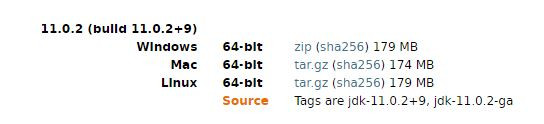 11.0.2 (build 11.0.2+9)
Windows 64-bit zip (sha256) 179 MB
Mac 64-bit tar.gz (sha256) 174 MB
Linux 64-bit tar.gz (sha256) 179 MB
Source Tags are jdk-11.0.2+9, jdk-11.0.2-ga